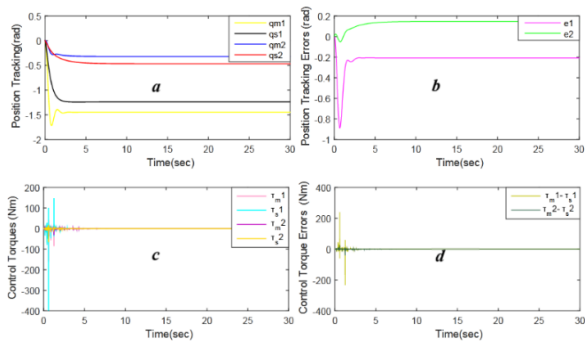 Position Tracking(rad)
0.5
0
-0.5
-1
-1.5
-2
0 5 10 15 20 25 30
Time(sec)
qm1
qs1
qm2
qs2
a
Position Tracking Errors (rad)
0.2
0
-0.2
-0.4
-0.6
-0.8
-1
0 5 10 15 20 25 30
Time(sec)
e1
e2
b
Control Torques (Nm)
200
100
0
-100
-200
-300
-400
0 5 10 15 20 25 30
Time(sec)
τm1
τs1
τm2
τs2
c
Control Torque Errors (Nm)
400
200
0
-200
-400
0 5 10 15 20 25 30
Time(sec)
τm1-τs1
τm2-τs2
d